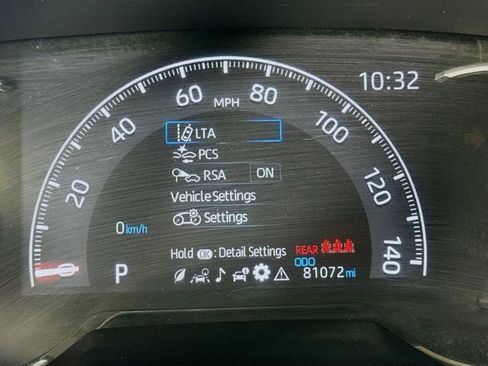 10:32
0 20 40 60 80 100 120 140
MPH
LTA
PCS
RSA ON
Vehicle Settings
Settings
0 km/h
Hold OK : Detail Settings
REAR
ODO
P
81072 mi